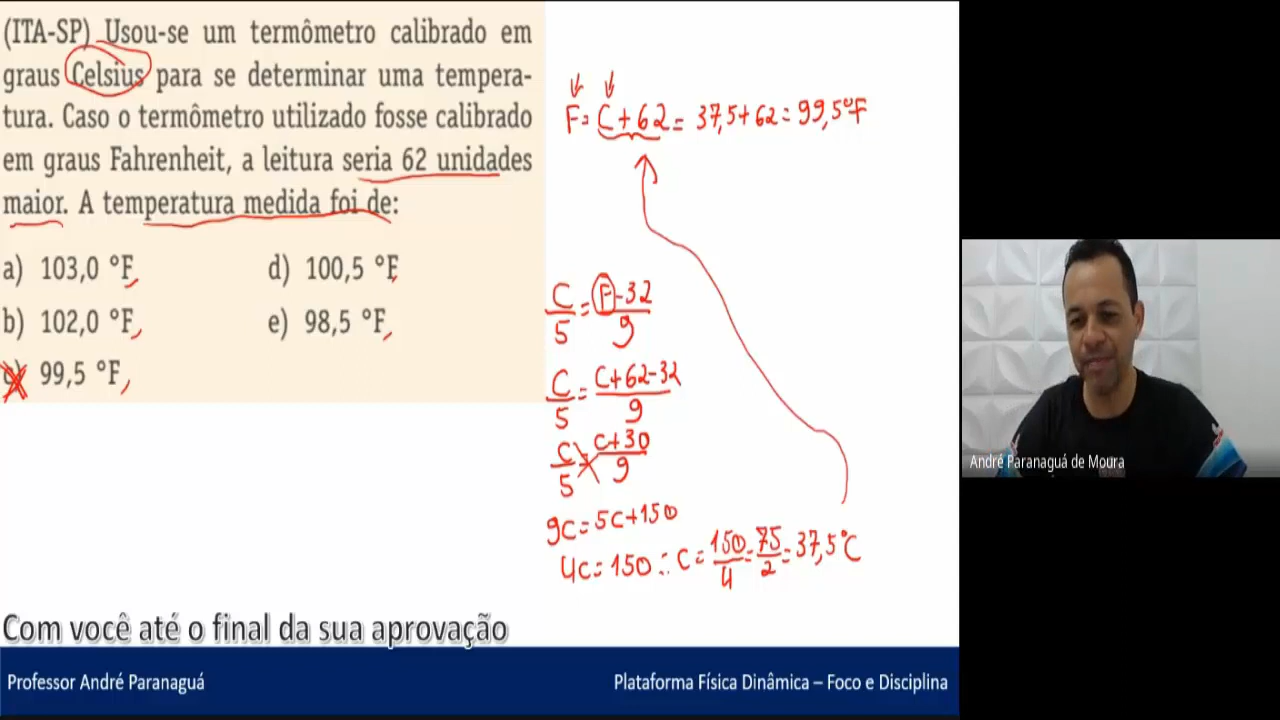 (ITA-SP) Usou-se um termômetro calibrado em
graus Celsius para se determinar uma tempera-
tura. Caso o termômetro utilizado fosse calibrado
em graus Fahrenheit, a leitura seria 62 unidades
maior. A temperatura medida foi de:
a) 103,0 °F,
d) 100,5 °F,
b) 102,0 °F,
e) 98,5 °F,
c) 99,5 °F,
F = C + 62 = 37,5 + 62 = 99,5°F
C/5 = F-32/9
C/5 = C+62-32/9
C/5 = C+30/9
9C = 5C + 150
4C = 150 ∴ C = 150/4 = 75/2 = 37,5°C
André Paranaguá de Moura
Com você até o final da sua aprovação
Professor André Paranaguá
Plataforma Física Dinâmica – Foco e Disciplina